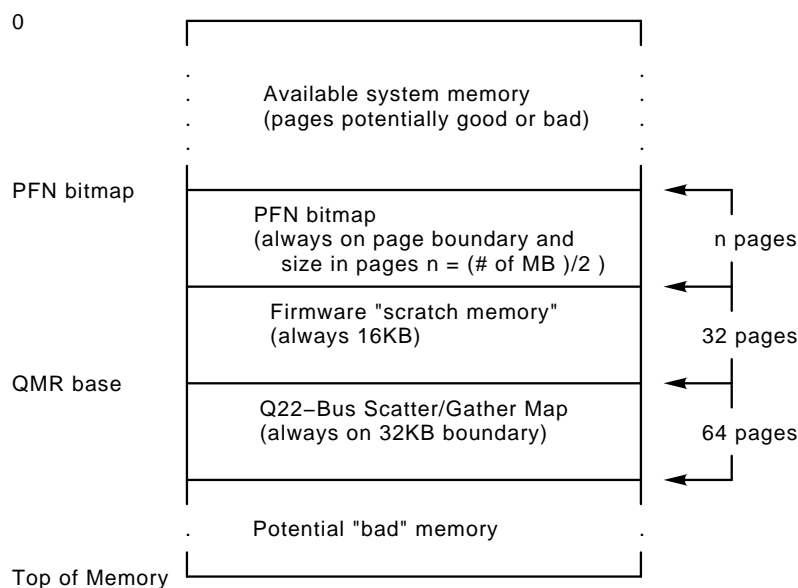 0
Available system memory
(pages potentially good or bad)
PFN bitmap
PFN bitmap
(always on page boundary and
size in pages n = (# of MB )/2 )
n pages
Firmware "scratch memory"
(always 16KB)
32 pages
QMR base
Q22–Bus Scatter/Gather Map
(always on 32KB boundary)
64 pages
Potential "bad" memory
Top of Memory